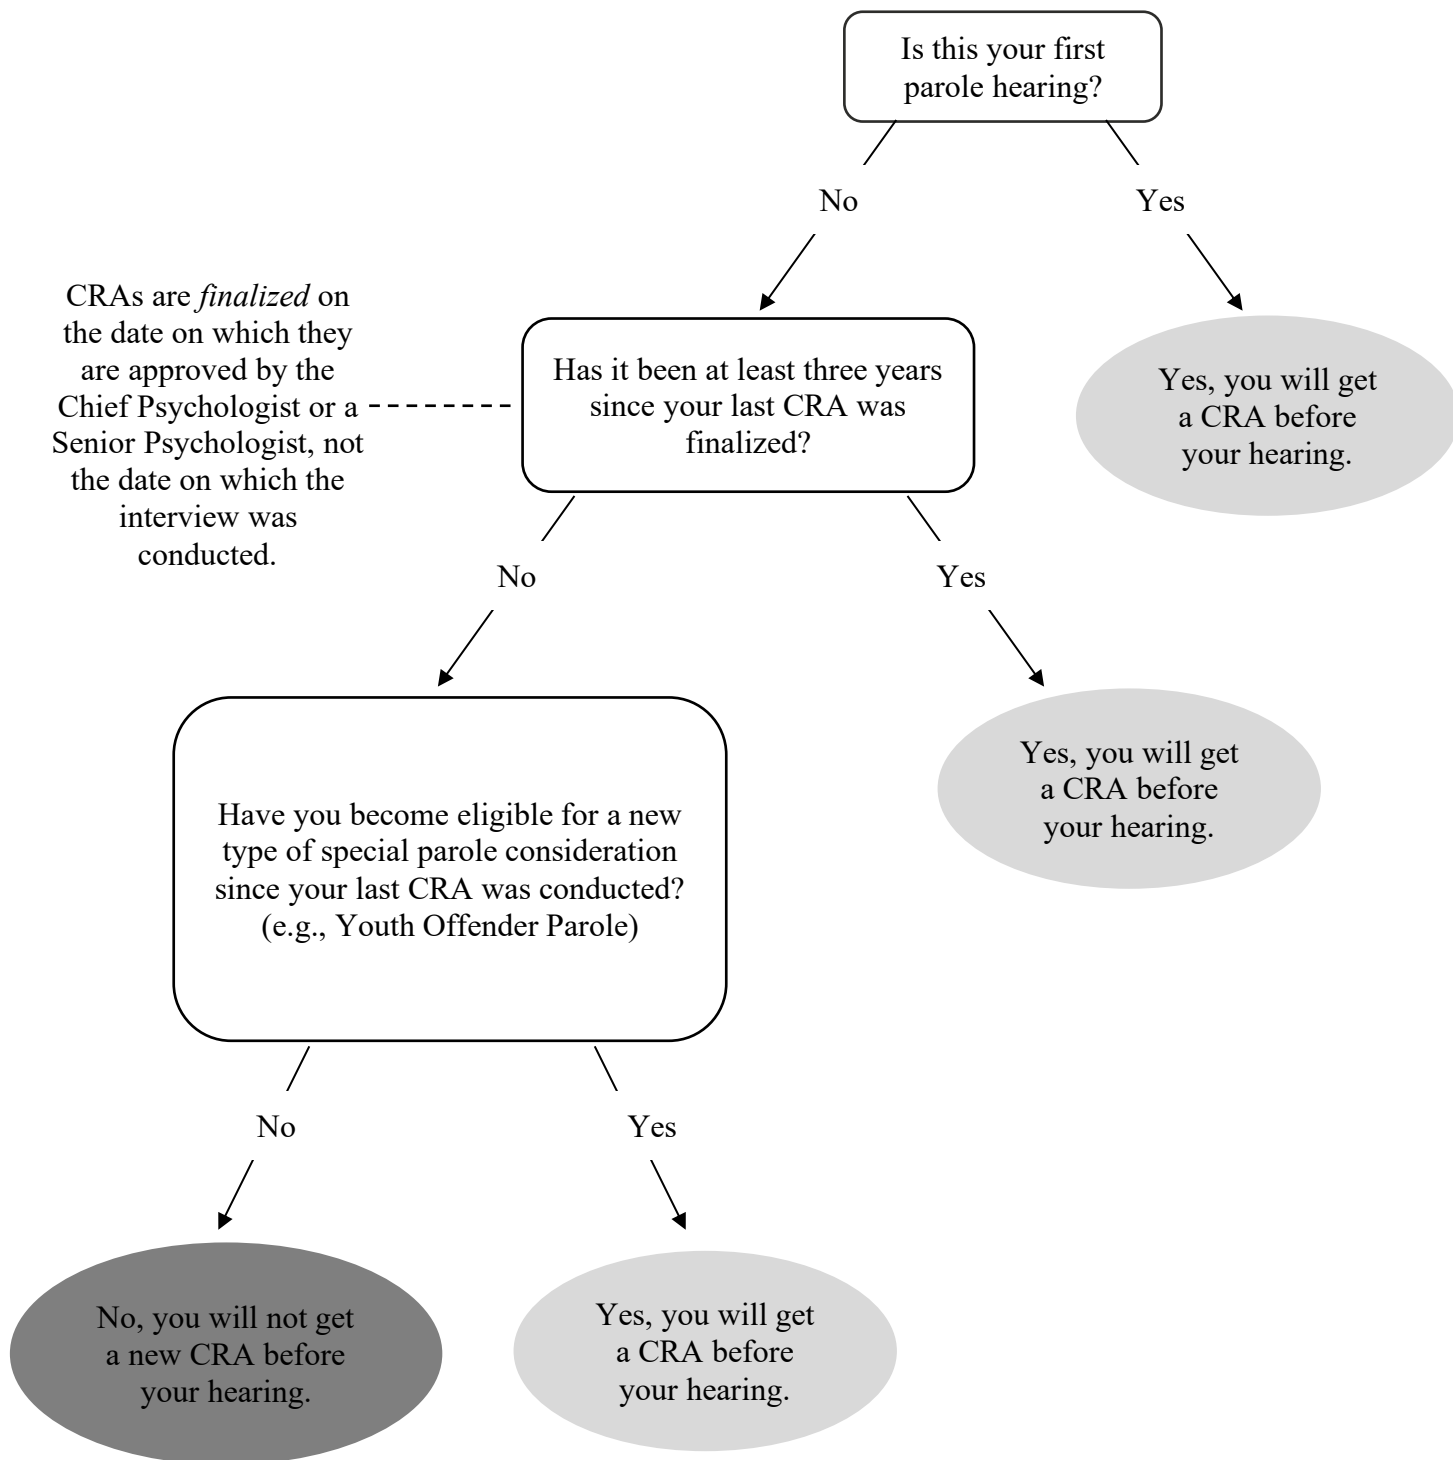 Is this your first
parole hearing?
No
Yes
CRAs are finalized on
the date on which they
are approved by the
Chief Psychologist or a
Senior Psychologist, not
the date on which the
interview was
conducted.
Has it been at least three years
since your last CRA was
finalized?
Yes, you will get
a CRA before
your hearing.
No
Yes
Have you become eligible for a new
type of special parole consideration
since your last CRA was conducted?
(e.g., Youth Offender Parole)
Yes, you will get
a CRA before
your hearing.
No
Yes
No, you will not get
a new CRA before
your hearing.
Yes, you will get
a CRA before
your hearing.